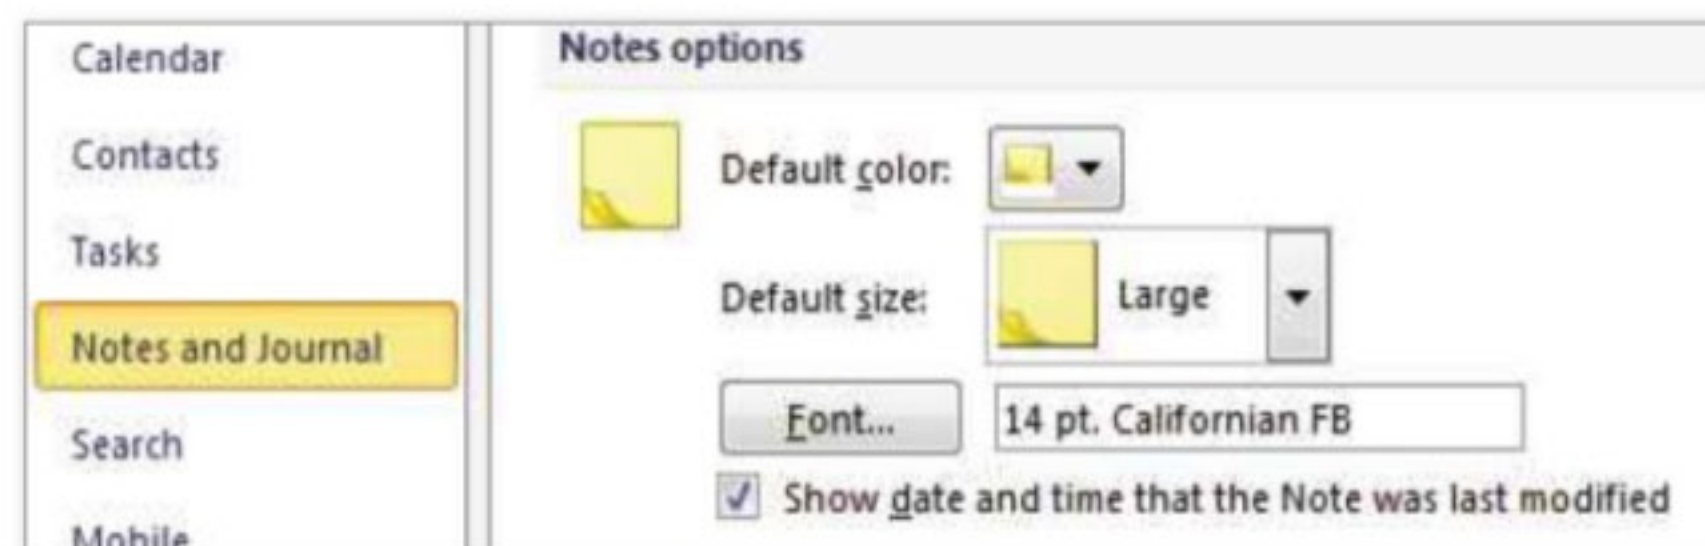 Calendar
Contacts
Tasks
Notes and Journal
Search
Mobile
Notes options
Default color:
Default size: Large
Font... 14 pt. Californian FB
Show date and time that the Note was last modified